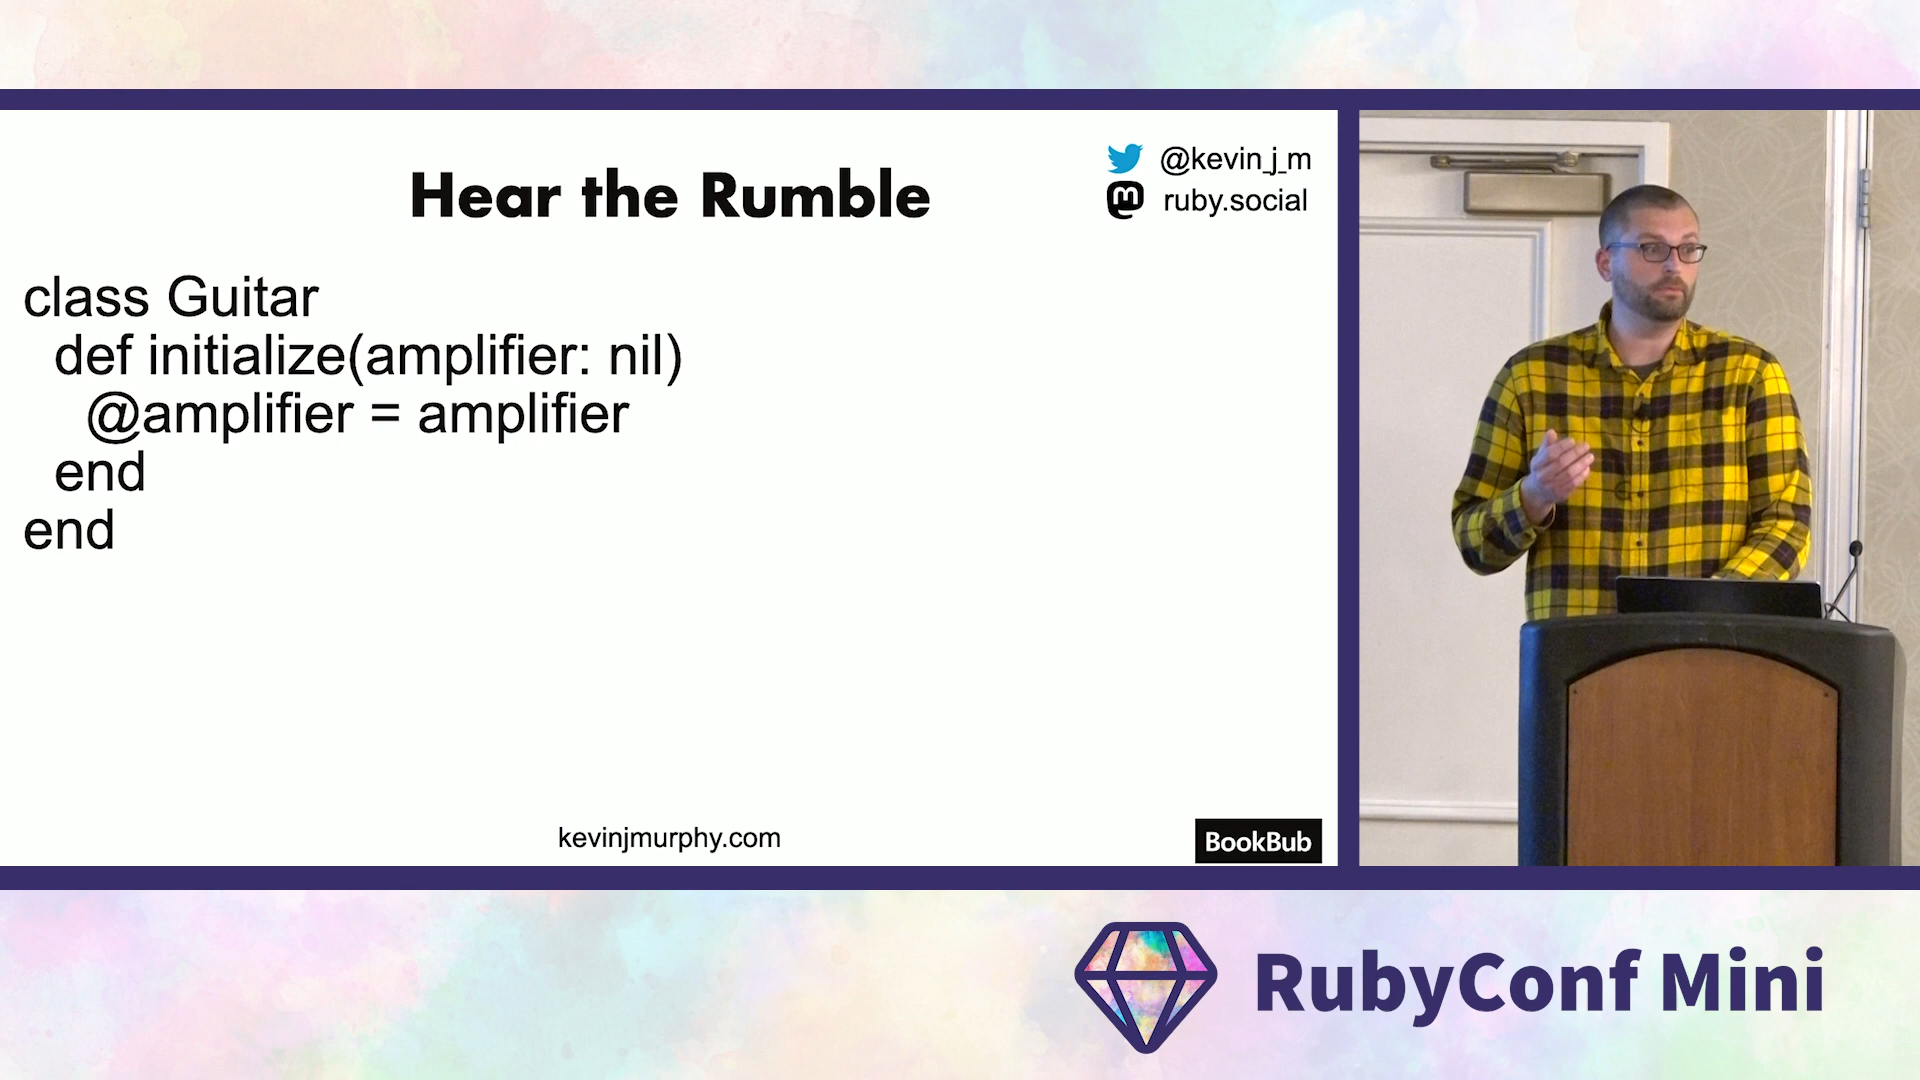 Hear the Rumble
@kevin_j_m
ruby.social
class Guitar
def initialize(amplifier: nil)
@amplifier = amplifier
end
end
kevinjmurphy.com
BookBub
RubyConf Mini